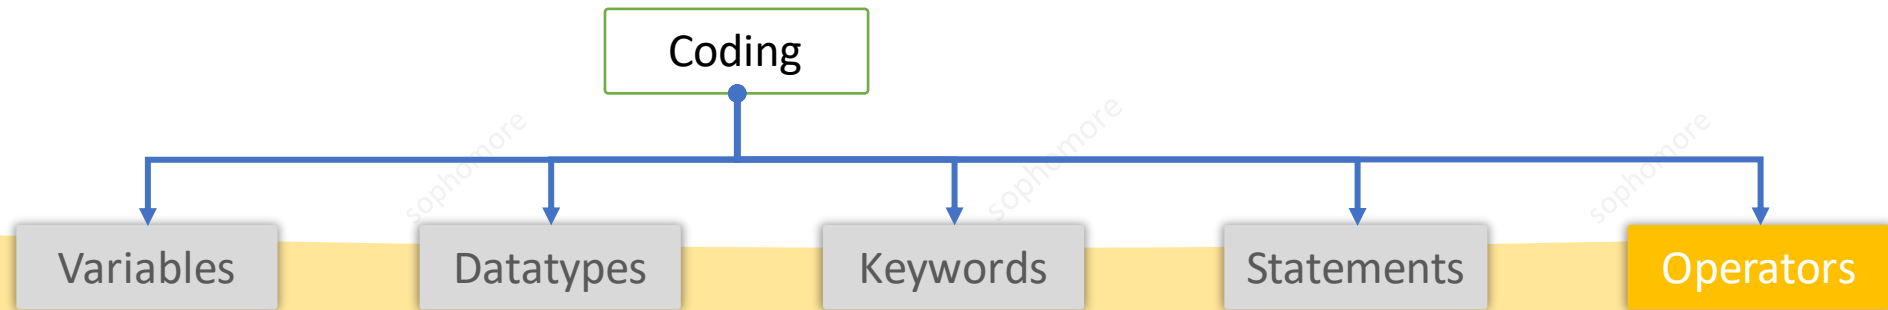 Coding
sophomore
sophomore
sophomore
Variables
Datatypes
Keywords
Statements
Operators